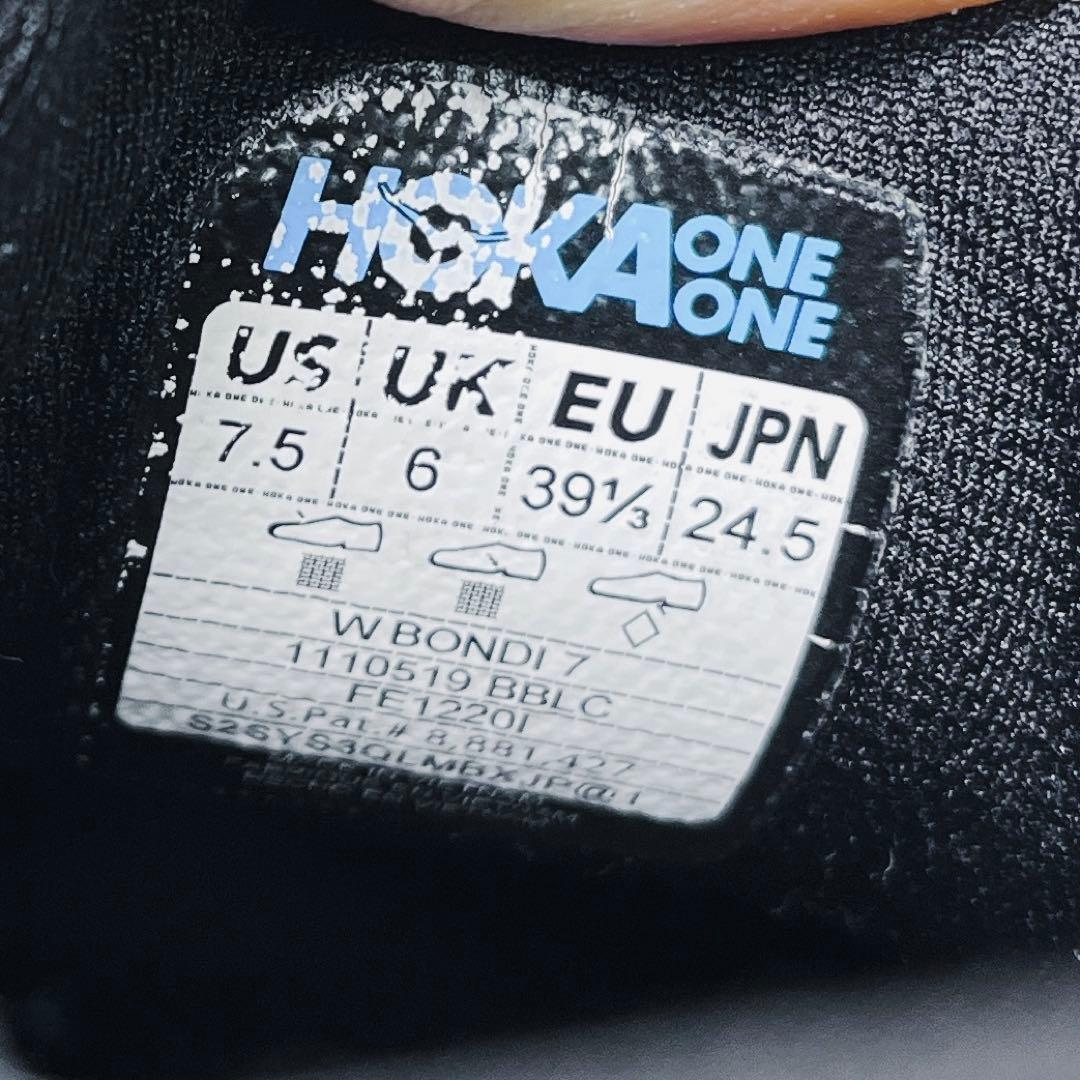 HOKA ONE ONE
US UK EU JPN
7.5 6 39⅓ 24.5
W BONDI 7
1110519 BBLC
FE1220I
U.S.Pat.# 8,881,427